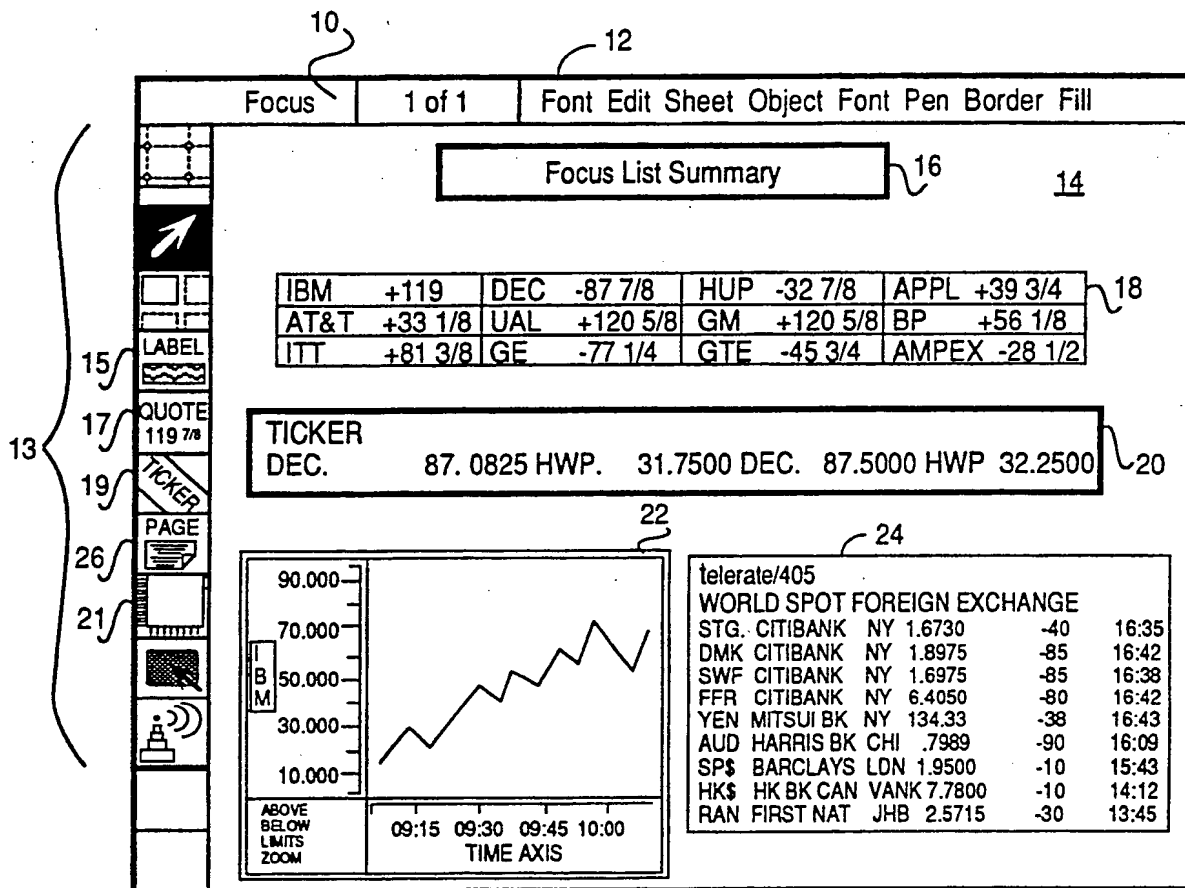 10
12
Focus 1 of 1 Font Edit Sheet Object Font Pen Border Fill
Focus List Summary
16
14
IBM +119 DEC -87 7/8 HUP -32 7/8 APPL +39 3/4
18
AT&T +33 1/8 UAL +120 5/8 GM +120 5/8 BP +56 1/8
ITT +81 3/8 GE -77 1/4 GTE -45 3/4 AMPEX -28 1/2
15
LABEL
17
QUOTE
119 7/8
13
19
TICKER
26
PAGE
21
TICKER
DEC. 87. 0825 HWP. 31.7500 DEC. 87.5000 HWP 32.2500
20
22
90.000
70.000
50.000
30.000
10.000
IBM
ABOVE
BELOW
LIMITS
ZOOM
09:15 09:30 09:45 10:00
TIME AXIS
24
telerate/405
WORLD SPOT FOREIGN EXCHANGE
STG. CITIBANK NY 1.6730 -40 16:35
DMK CITIBANK NY 1.8975 -85 16:42
SWF CITIBANK NY 1.6975 -85 16:38
FFR CITIBANK NY 6.4050 -80 16:42
YEN MITSUI BK NY 134.33 -38 16:43
AUD HARRIS BK CHI .7989 -90 16:09
SP$ BARCLAYS LDN 1.9500 -10 15:43
HK$ HK BK CAN VANK 7.7800 -10 14:12
RAN FIRST NAT JHB 2.5715 -30 13:45